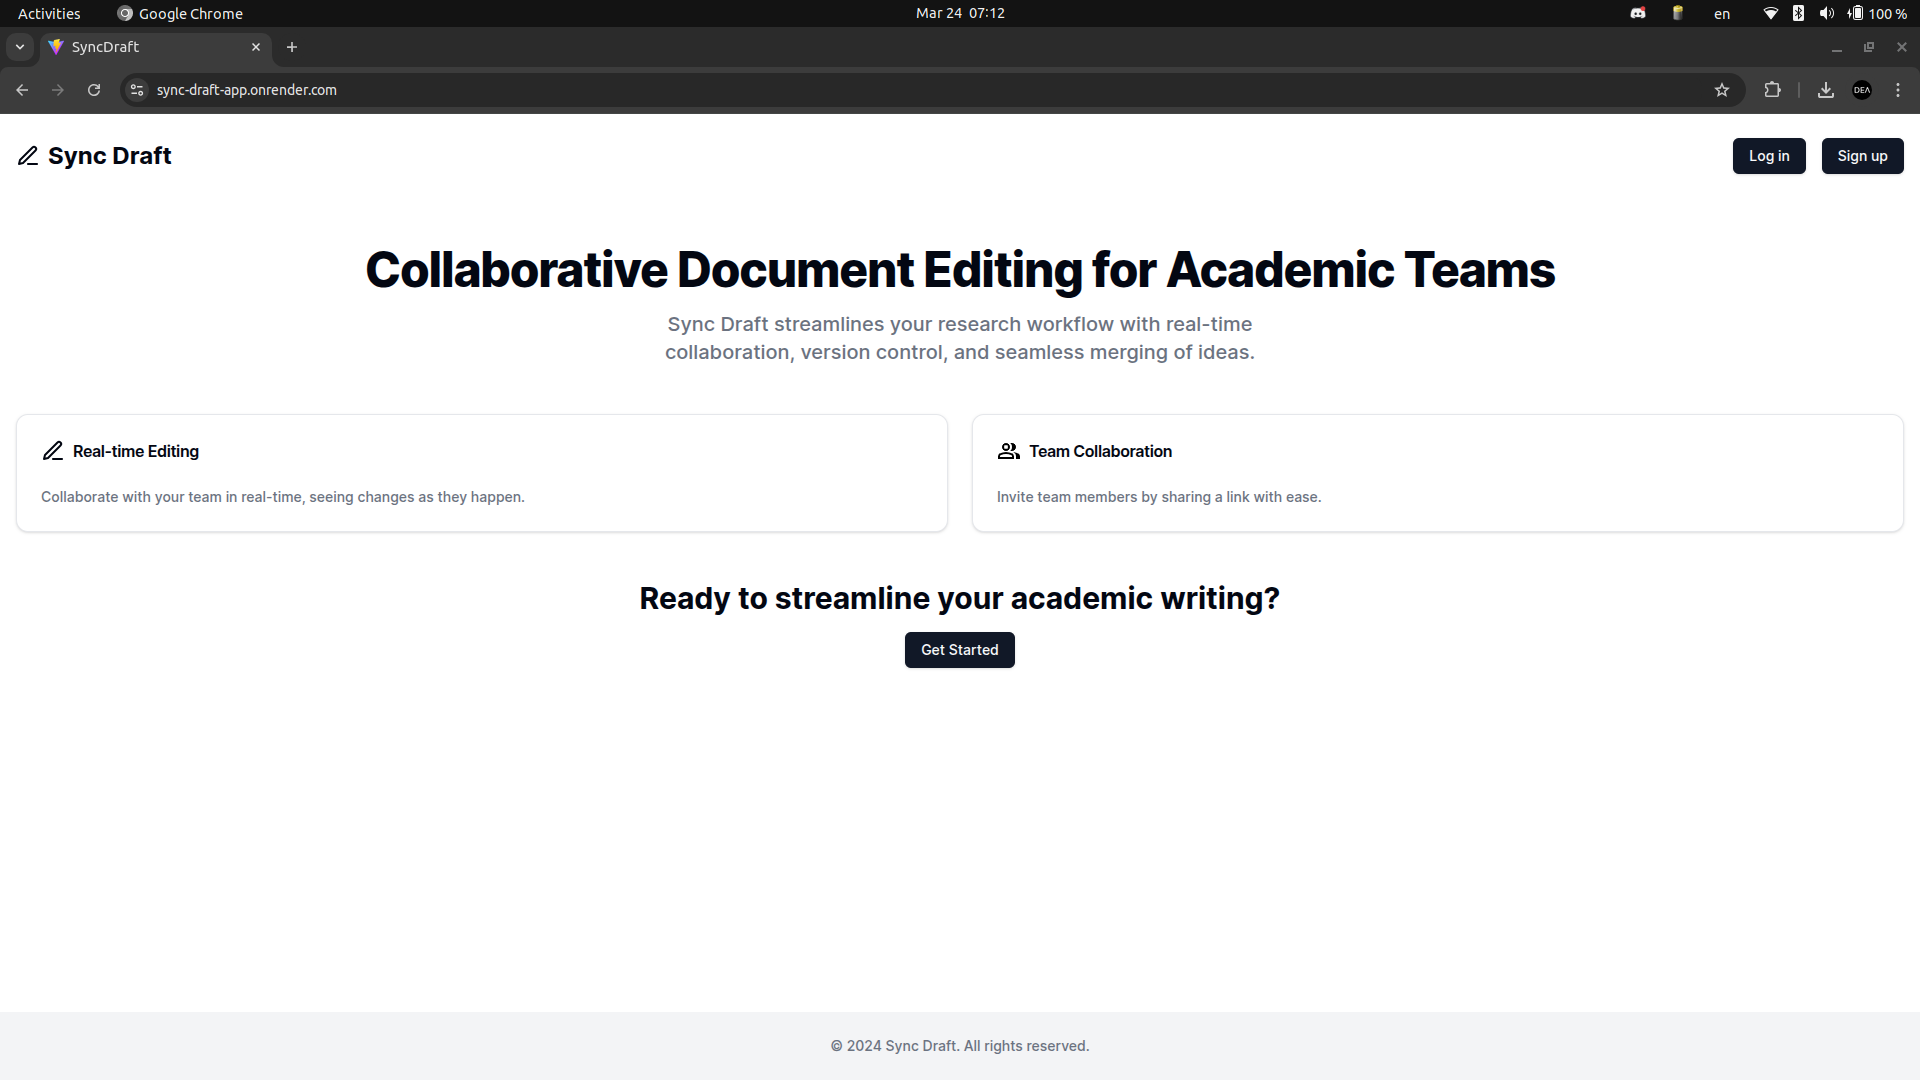 Activities
Google Chrome
Mar 24 07:12
en
100 %
SyncDraft
sync-draft-app.onrender.com
DEA
Sync Draft
Log in
Sign up
Collaborative Document Editing for Academic Teams
Sync Draft streamlines your research workflow with real-time
collaboration, version control, and seamless merging of ideas.
Real-time Editing
Collaborate with your team in real-time, seeing changes as they happen.
Team Collaboration
Invite team members by sharing a link with ease.
Ready to streamline your academic writing?
Get Started
© 2024 Sync Draft. All rights reserved.